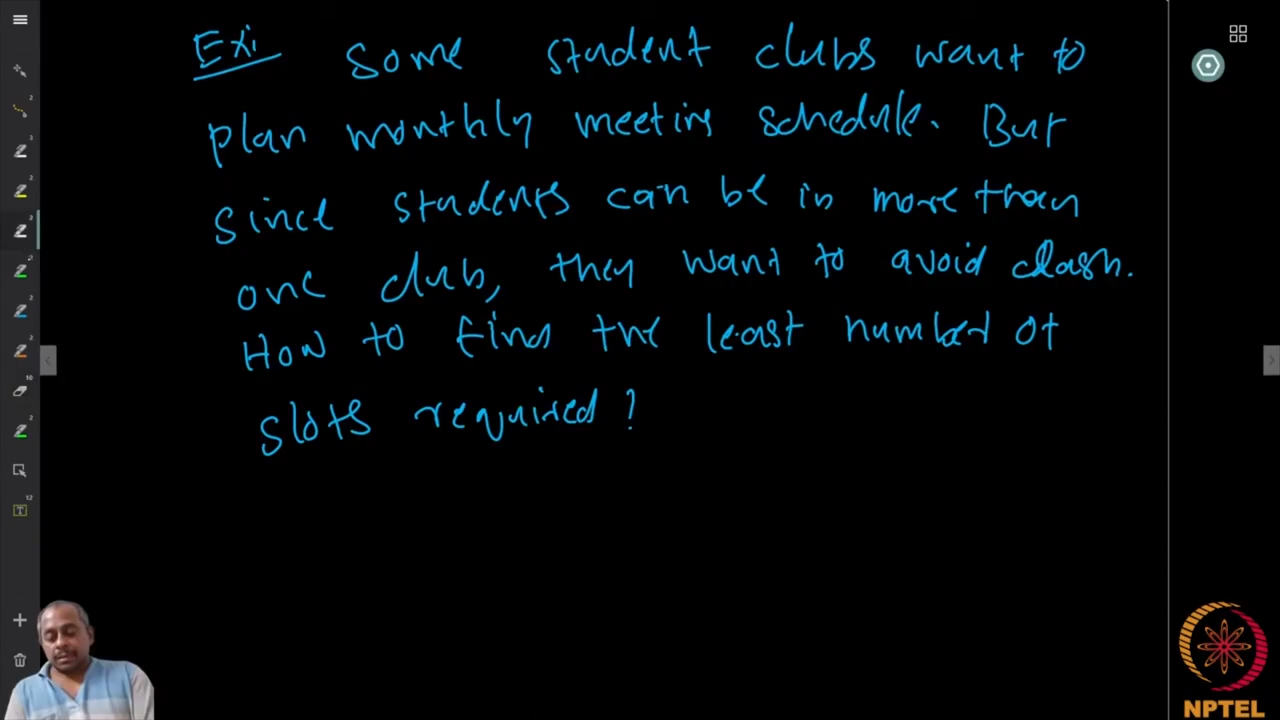 Ex: Some student clubs want to
plan monthly meeting schedule. But
since students can be in more than
one club, they want to avoid clash.
How to find the least number of
slots required?
NPTEL